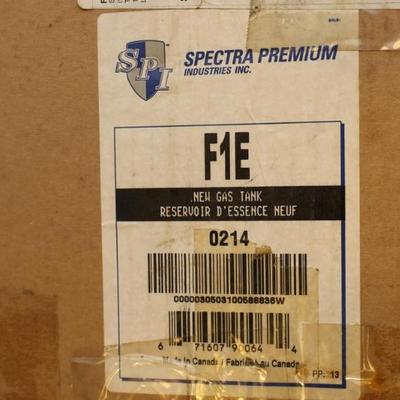 SPI
SPECTRA PREMIUM
INDUSTRIES INC.
F1E
.NEW GAS TANK
RESERVOIR D'ESSENCE NEUF
0214
0000030503100588836W
6 71607 90064 4
Made In Canada / Fabriqué au Canada